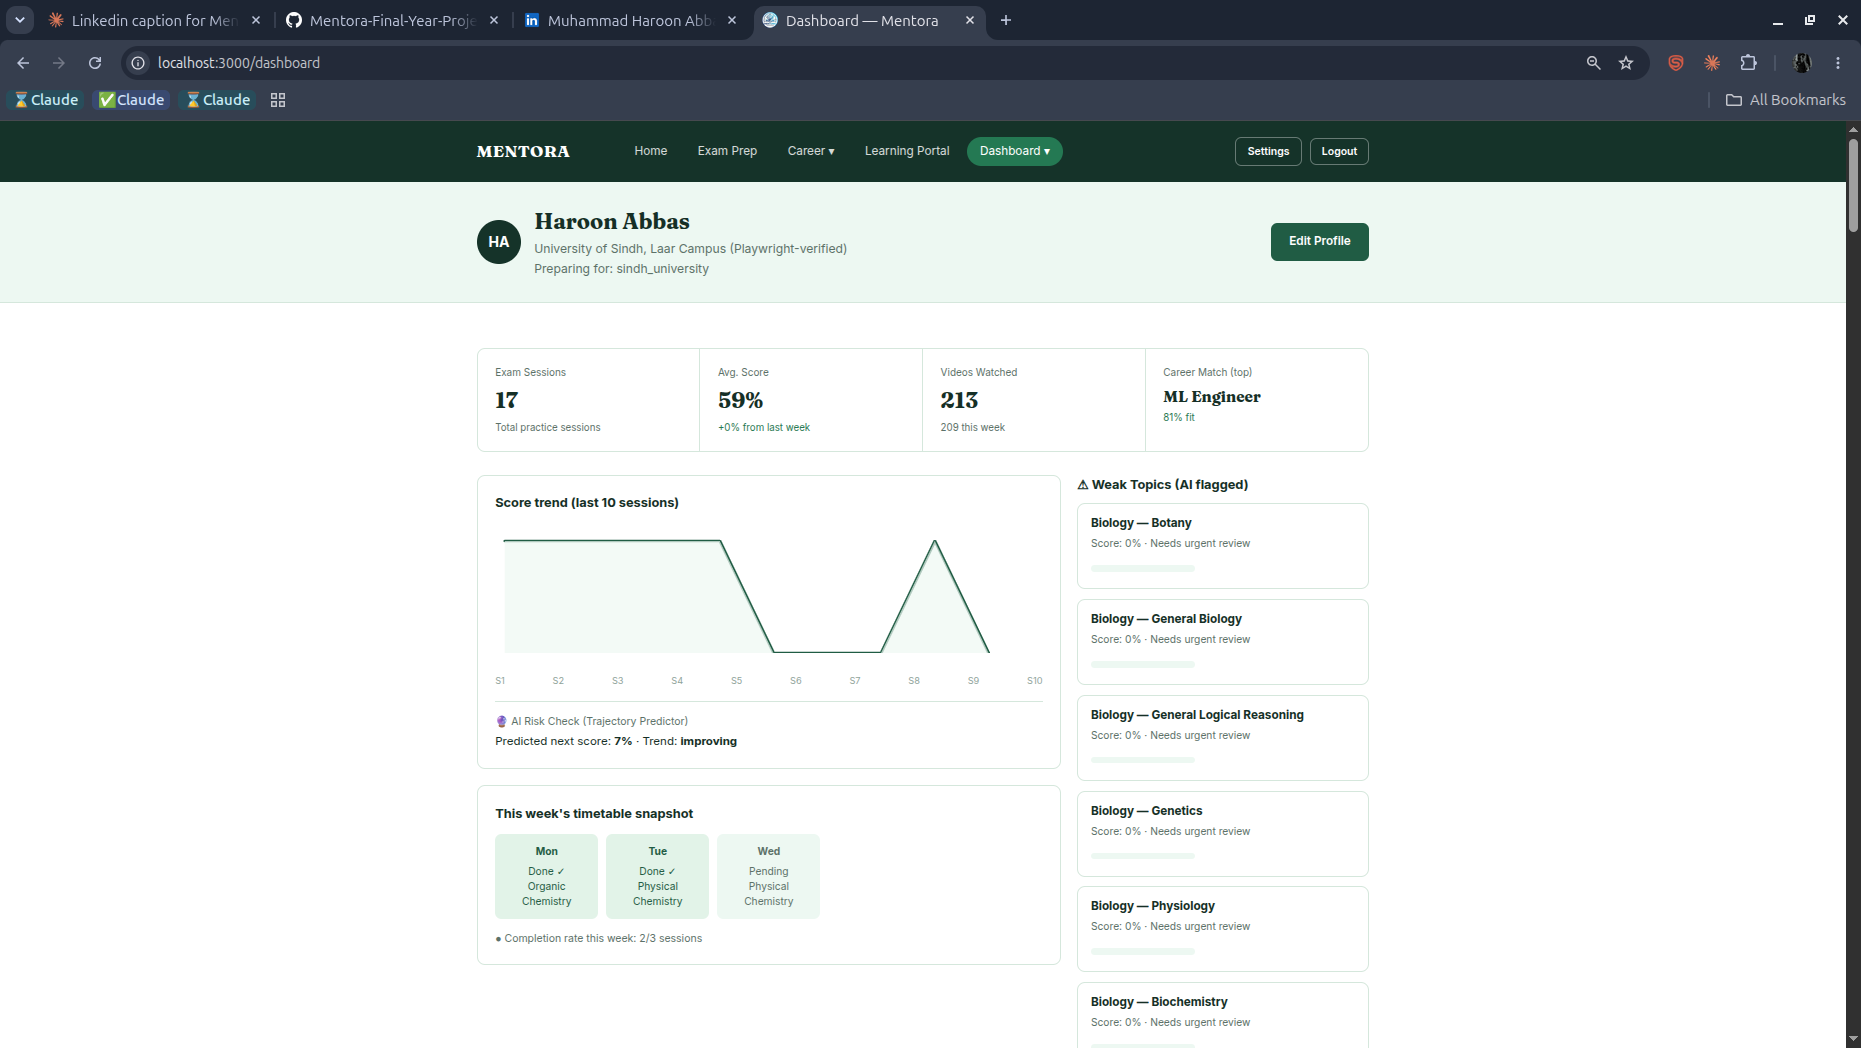 Linkedin caption for Men
Mentora-Final-Year-Proje
Muhammad Haroon Abb
Dashboard — Mentora
localhost:3000/dashboard
⌛Claude
✅Claude
⌛Claude
All Bookmarks
MENTORA
Home
Exam Prep
Career ▾
Learning Portal
Dashboard ▾
Settings
Logout
HA
Haroon Abbas
University of Sindh, Laar Campus (Playwright-verified)
Preparing for: sindh_university
Edit Profile
Exam Sessions
17
Total practice sessions
Avg. Score
59%
+0% from last week
Videos Watched
213
209 this week
Career Match (top)
ML Engineer
81% fit
Score trend (last 10 sessions)
S1 S2 S3 S4 S5 S6 S7 S8 S9 S10
🔮 AI Risk Check (Trajectory Predictor)
Predicted next score: 7% · Trend: improving
This week's timetable snapshot
Mon
Done ✓
Organic
Chemistry
Tue
Done ✓
Physical
Chemistry
Wed
Pending
Physical
Chemistry
● Completion rate this week: 2/3 sessions
⚠ Weak Topics (AI flagged)
Biology — Botany
Score: 0% · Needs urgent review
Biology — General Biology
Score: 0% · Needs urgent review
Biology — General Logical Reasoning
Score: 0% · Needs urgent review
Biology — Genetics
Score: 0% · Needs urgent review
Biology — Physiology
Score: 0% · Needs urgent review
Biology — Biochemistry
Score: 0% · Needs urgent review